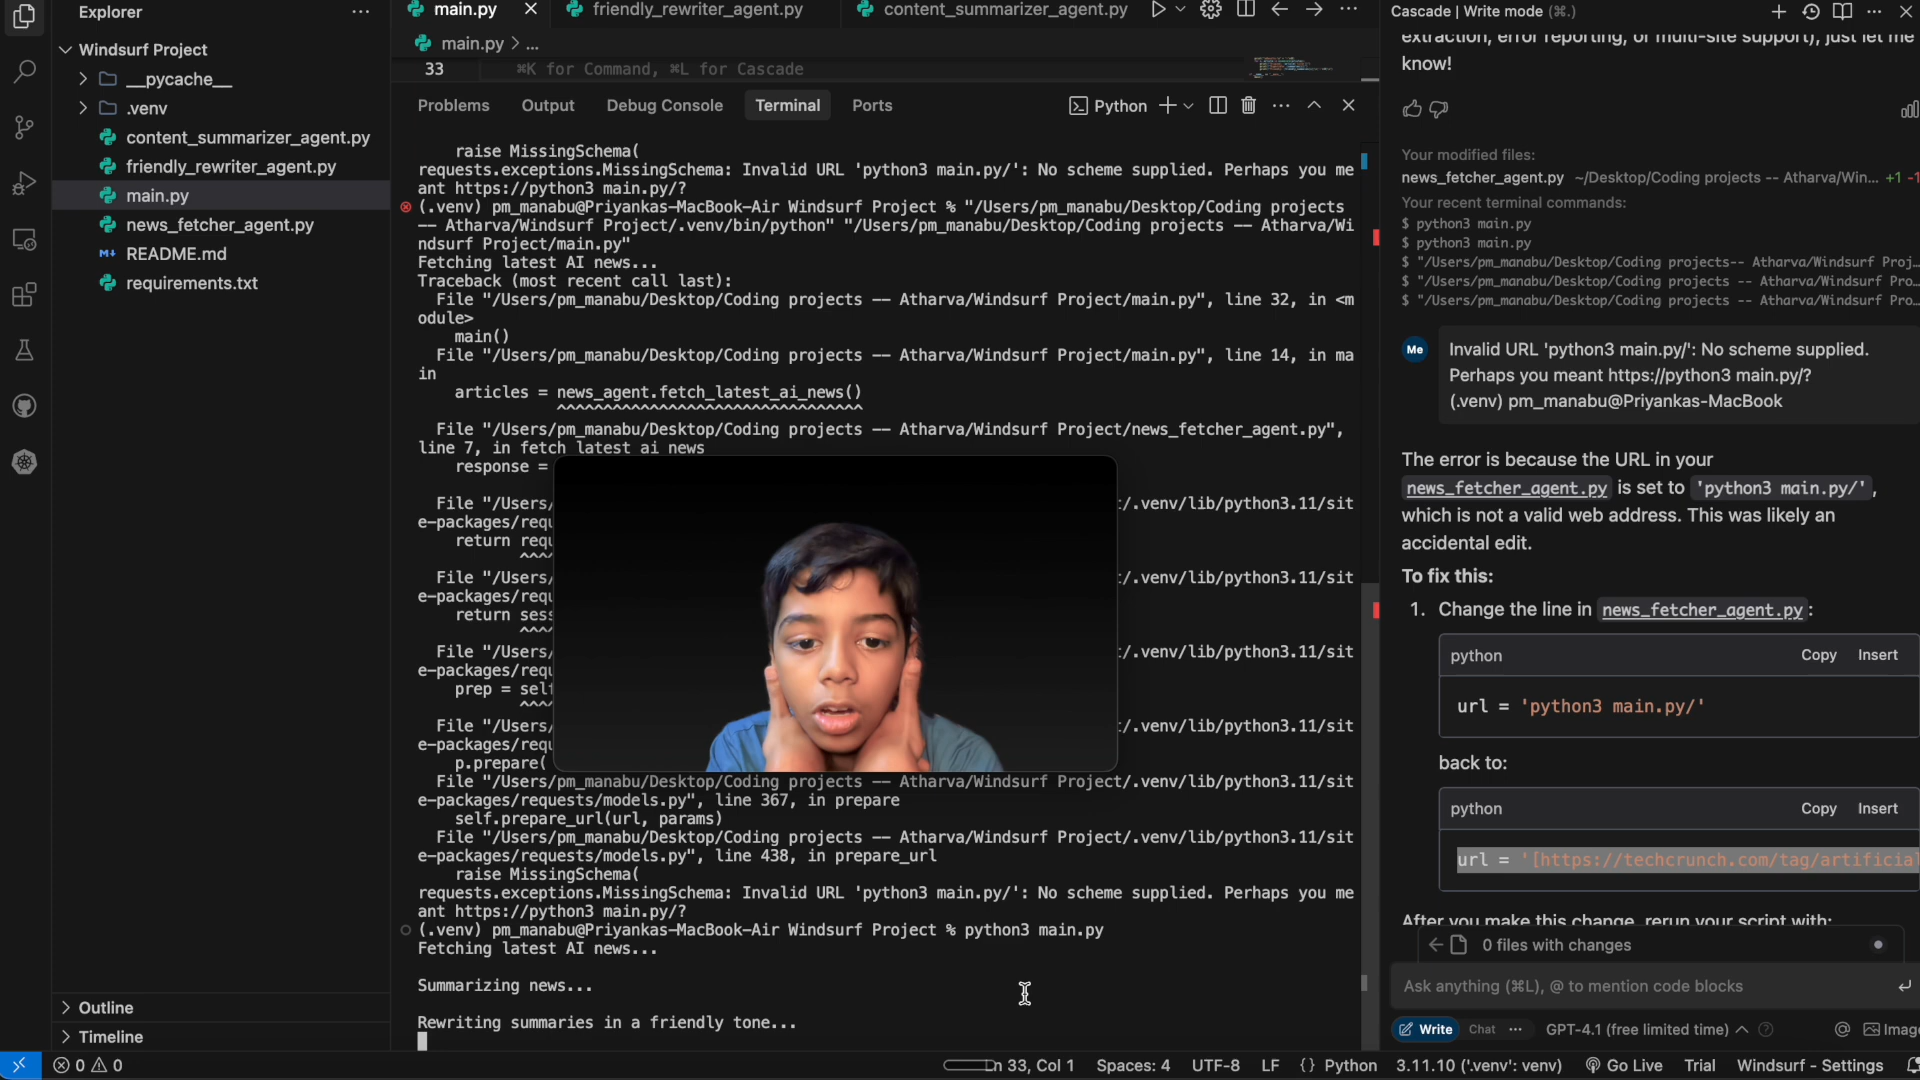 Explorer
Windsurf Project
__pycache__
.venv
content_summarizer_agent.py
friendly_rewriter_agent.py
main.py
news_fetcher_agent.py
README.md
requirements.txt
Outline
Timeline
main.py
friendly_rewriter_agent.py
content_summarizer_agent.py
main.py > ...
33 ⌘K for Command, ⌘L for Cascade
Problems Output Debug Console Terminal Ports
Python
raise MissingSchema(
requests.exceptions.MissingSchema: Invalid URL 'python3 main.py/': No scheme supplied. Perhaps you me
ant https://python3 main.py/?
(.venv) pm_manabu@Priyankas-MacBook-Air Windsurf Project % "/Users/pm_manabu/Desktop/Coding projects
-- Atharva/Windsurf Project/.venv/bin/python" "/Users/pm_manabu/Desktop/Coding projects -- Atharva/Wi
ndsurf Project/main.py"
Fetching latest AI news...
Traceback (most recent call last):
File "/Users/pm_manabu/Desktop/Coding projects -- Atharva/Windsurf Project/main.py", line 32, in <m
odule>
main()
File "/Users/pm_manabu/Desktop/Coding projects -- Atharva/Windsurf Project/main.py", line 14, in ma
in
articles = news_agent.fetch_latest_ai_news()
^^^^^^^^^^^^^^^^^^^^^^^^^^^^^^^^^
File "/Users/pm_manabu/Desktop/Coding projects -- Atharva/Windsurf Project/news_fetcher_agent.py",
line 7, in fetch_latest_ai_news
response =
File "/Users/ /.venv/lib/python3.11/sit
e-packages/requ
return requ
^^^^
File "/Users/ /.venv/lib/python3.11/sit
e-packages/requ
return sess
^^^^
File "/Users/ /.venv/lib/python3.11/sit
e-packages/requ
prep = self
^^^^
File "/Users/ /.venv/lib/python3.11/sit
e-packages/requ
p.prepare(
File "/Users/pm_manabu/Desktop/Coding projects -- Atharva/Windsurf Project/.venv/lib/python3.11/sit
e-packages/requests/models.py", line 367, in prepare
self.prepare_url(url, params)
File "/Users/pm_manabu/Desktop/Coding projects -- Atharva/Windsurf Project/.venv/lib/python3.11/sit
e-packages/requests/models.py", line 438, in prepare_url
raise MissingSchema(
requests.exceptions.MissingSchema: Invalid URL 'python3 main.py/': No scheme supplied. Perhaps you me
ant https://python3 main.py/?
(.venv) pm_manabu@Priyankas-MacBook-Air Windsurf Project % python3 main.py
Fetching latest AI news...
Summarizing news...
Rewriting summaries in a friendly tone...
Cascade | Write mode (⌘.)
extraction, error reporting, or multi-site support), just let me
know!
Your modified files:
news_fetcher_agent.py ~/Desktop/Coding projects -- Atharva/Win... +1 -1
Your recent terminal commands:
$ python3 main.py
$ python3 main.py
$ "/Users/pm_manabu/Desktop/Coding projects-- Atharva/Windsurf Proj...
$ "/Users/pm_manabu/Desktop/Coding projects -- Atharva/Windsurf Pro...
$ "/Users/pm_manabu/Desktop/Coding projects -- Atharva/Windsurf Pro...
Me
Invalid URL 'python3 main.py/': No scheme supplied.
Perhaps you meant https://python3 main.py/?
(.venv) pm_manabu@Priyankas-MacBook
The error is because the URL in your
news_fetcher_agent.py is set to 'python3 main.py/',
which is not a valid web address. This was likely an
accidental edit.
To fix this:
1. Change the line in news_fetcher_agent.py:
python Copy Insert
url = 'python3 main.py/'
back to:
python Copy Insert
url = '[https://techcrunch.com/tag/artificial
After you make this change, rerun your script with:
0 files with changes
Ask anything (⌘L), @ to mention code blocks
Write Chat ... GPT-4.1 (free limited time) @ Imag
0 0
33, Col 1 Spaces: 4 UTF-8 LF {} Python 3.11.10 ('.venv': venv) Go Live Trial Windsurf - Settings